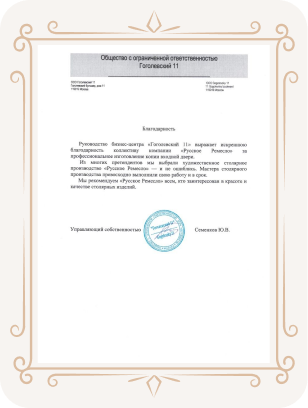 Общество с ограниченной ответственностью
Гоголевский 11
Благодарность
Руководство бизнес-центра «Гоголевский 11» выражает искреннюю
благодарность коллективу компании «Русское Ремесло» за
профессиональное изготовление копии входной двери.
Из многих претендентов мы выбрали художественное столярное
производство «Русское Ремесло» — и не ошиблись. Мастера столярного
производства превосходно выполнили свою работу и в срок.
Мы рекомендуем «Русское Ремесло» всем, кто заинтересован в красоте и
качестве столярных изделий.
Управляющий собственностью Семенков Ю.В.